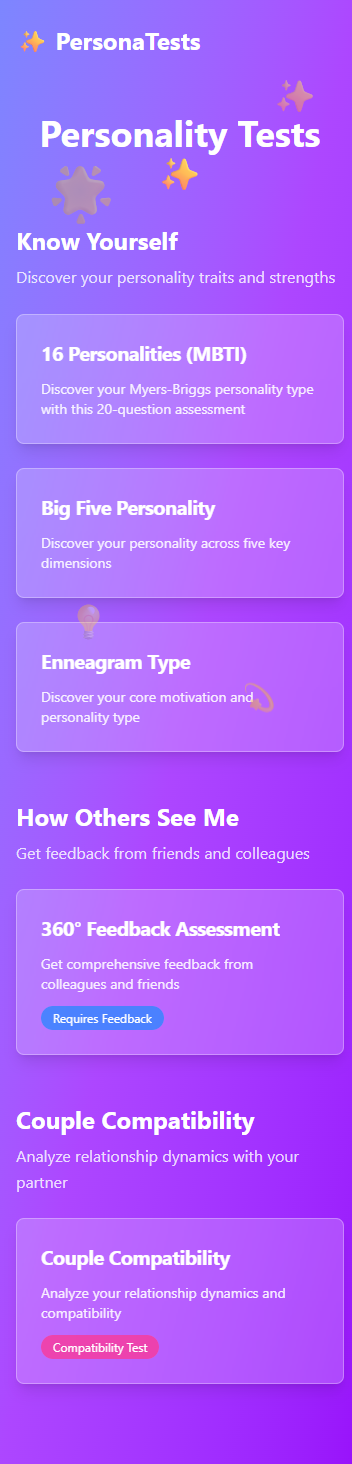 PersonaTests
Personality Tests
Know Yourself
Discover your personality traits and strengths
16 Personalities (MBTI)
Discover your Myers-Briggs personality type
with this 20-question assessment
Big Five Personality
Discover your personality across five key
dimensions
Enneagram Type
Discover your core motivation and
personality type
How Others See Me
Get feedback from friends and colleagues
360° Feedback Assessment
Get comprehensive feedback from
colleagues and friends
Requires Feedback
Couple Compatibility
Analyze relationship dynamics with your
partner
Couple Compatibility
Analyze your relationship dynamics and
compatibility
Compatibility Test